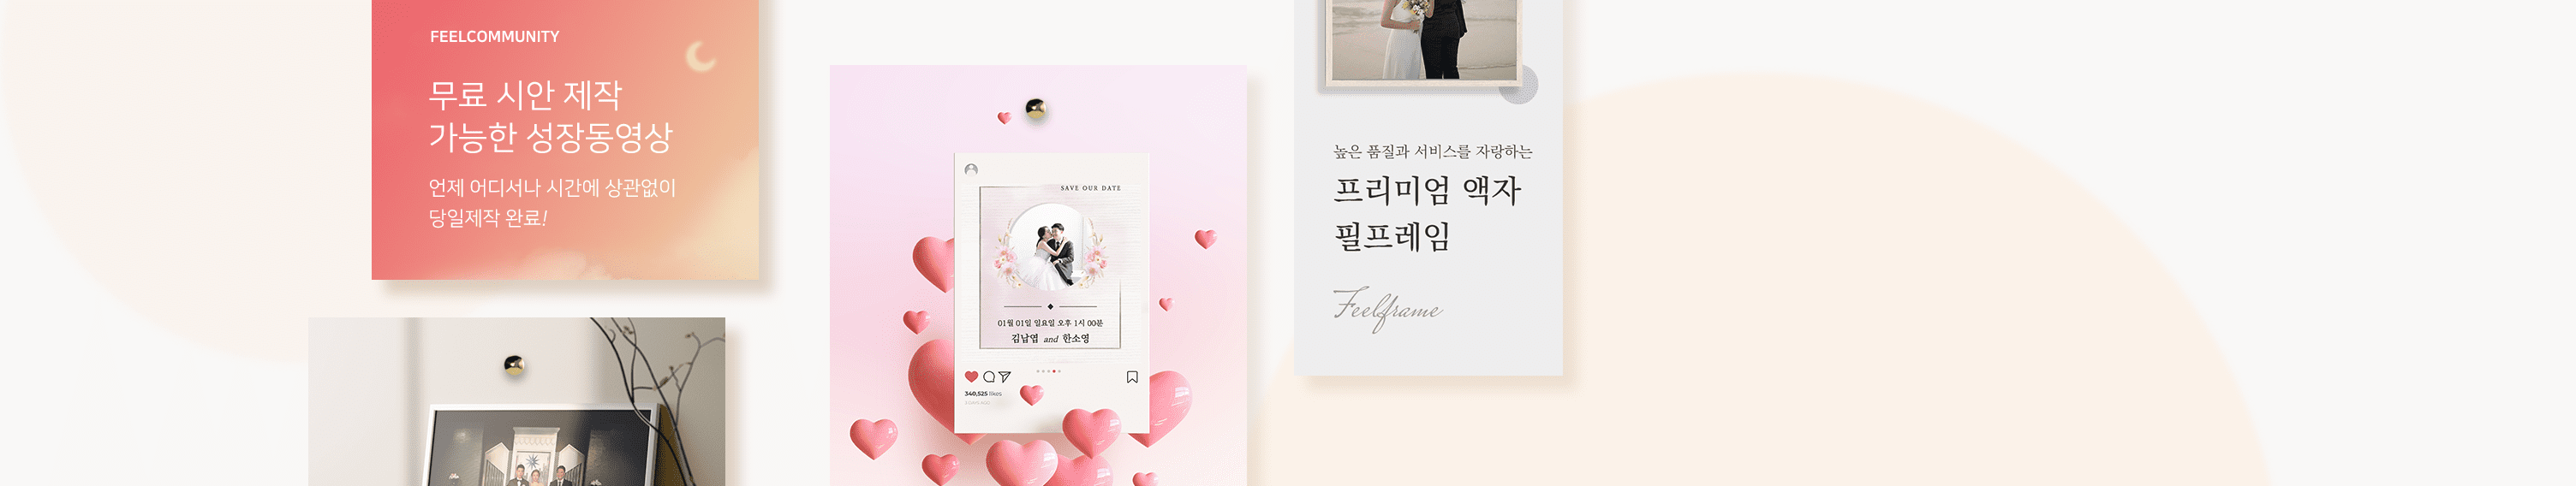 FEELCOMMUNITY
무료 시안 제작
가능한 성장동영상
언제 어디서나 시간에 상관없이
당일제작 완료!
SAVE OUR DATE
01월 01일 일요일 오후 1시 00분
김납엽 and 한소영
340,525 likes
높은 품질과 서비스를 자랑하는
프리미엄 액자
필프레임
Feelframe